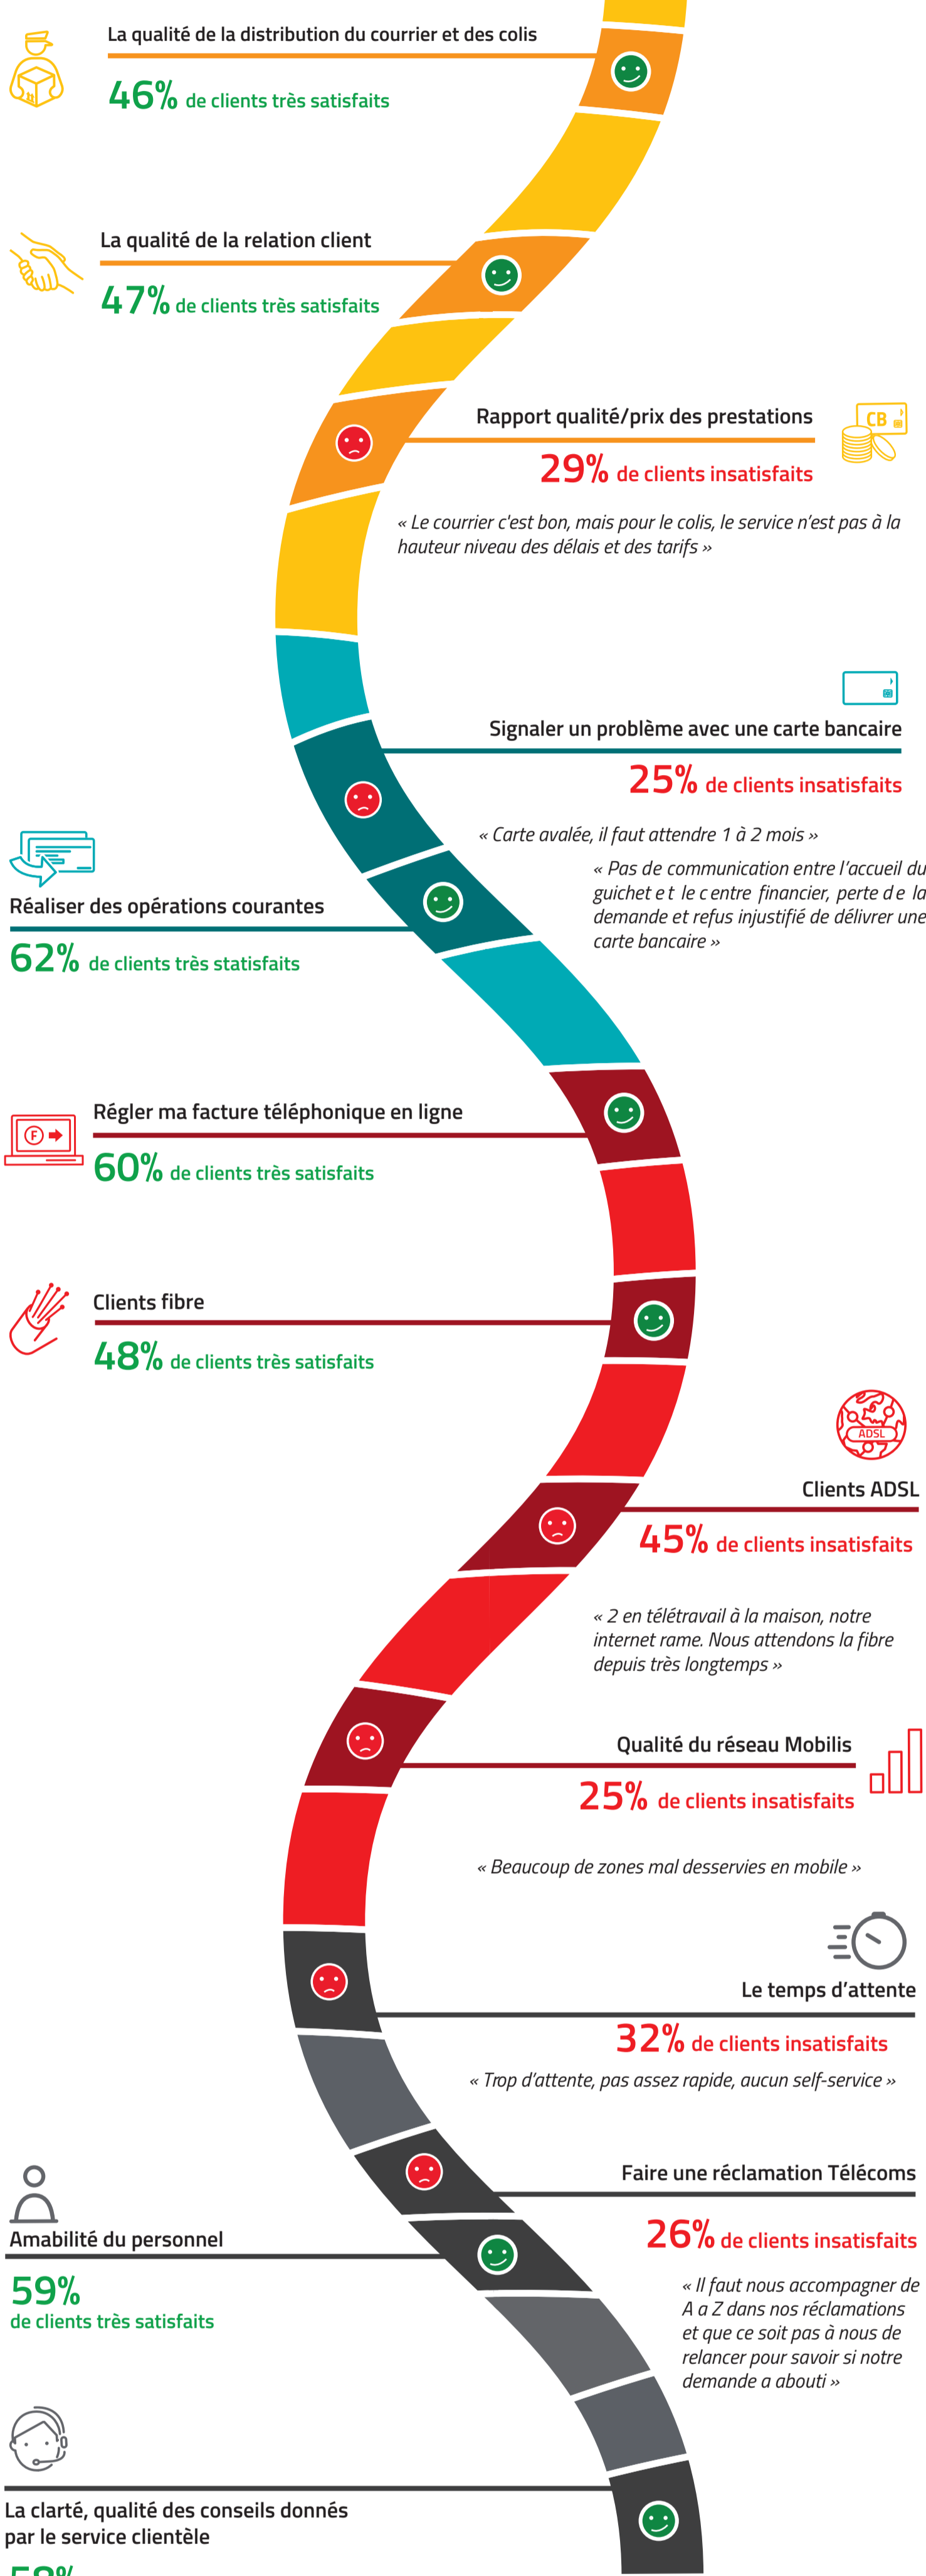 La qualité de la distribution du courrier et des colis
46% de clients très satisfaits
La qualité de la relation client
47% de clients très satisfaits
Rapport qualité/prix des prestations
CB
29% de clients insatisfaits
« Le courrier c'est bon, mais pour le colis, le service n'est pas à la
hauteur niveau des délais et des tarifs »
Signaler un problème avec une carte bancaire
25% de clients insatisfaits
« Carte avalée, il faut attendre 1 à 2 mois »
« Pas de communication entre l'accueil du
guichet et le centre financier, perte de la
demande et refus injustifié de délivrer une
carte bancaire »
Réaliser des opérations courantes
62% de clients très statisfaits
Régler ma facture téléphonique en ligne
F
60% de clients très satisfaits
Clients fibre
48% de clients très satisfaits
ADSL
Clients ADSL
45% de clients insatisfaits
« 2 en télétravail à la maison, notre
internet rame. Nous attendons la fibre
depuis très longtemps »
Qualité du réseau Mobilis
25% de clients insatisfaits
« Beaucoup de zones mal desservies en mobile »
Le temps d'attente
32% de clients insatisfaits
« Trop d'attente, pas assez rapide, aucun self-service »
Faire une réclamation Télécoms
26% de clients insatisfaits
« Il faut nous accompagner de
A a Z dans nos réclamations
et que ce soit pas à nous de
relancer pour savoir si notre
demande a abouti »
Amabilité du personnel
59%
de clients très satisfaits
La clarté, qualité des conseils donnés
par le service clientèle